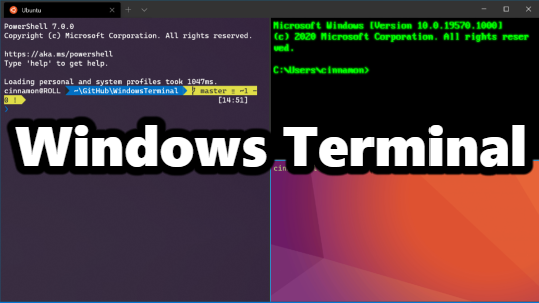 Ubuntu
PowerShell 7.0.0
Copyright (c) Microsoft Corporation. All rights reserved.
https://aka.ms/powershell
Type 'help' to get help.
Loading personal and system profiles took 1047ms.
cinnamon@ROLL ~\GitHub\WindowsTerminal master ≡ ~1 ~
0 !
[14:51]
Microsoft Windows [Version 10.0.19570.1000]
(c) 2020 Microsoft Corporation. All rights reser
ved.
C:\Users\cinnamon>
Windows Terminal